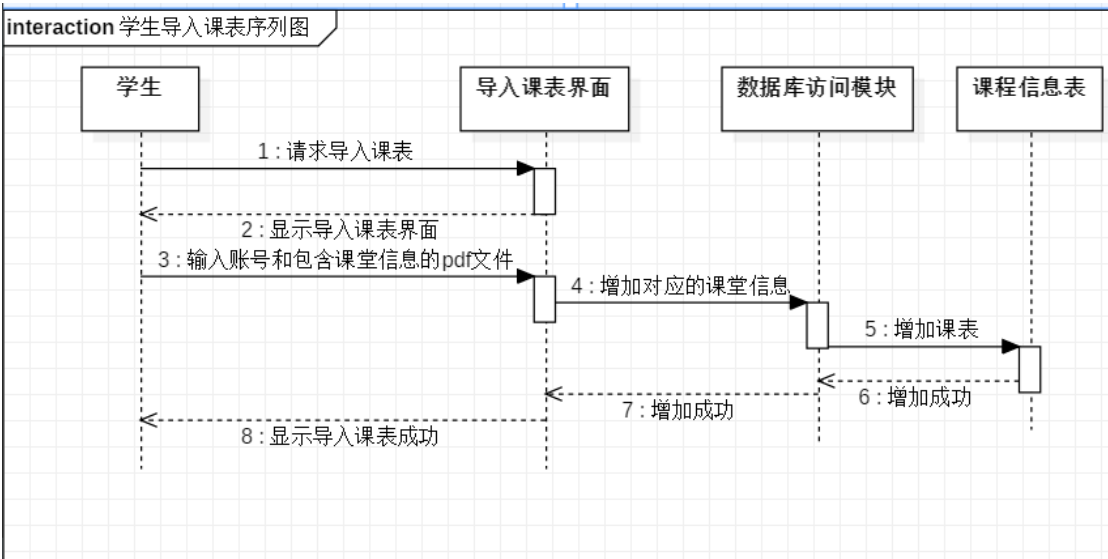 interaction 学生导入课表序列图
学生
导入课表界面
数据库访问模块
课程信息表
1 : 请求导入课表
2 : 显示导入课表界面
3 : 输入账号和包含课堂信息的pdf文件
4 : 增加对应的课堂信息
5 : 增加课表
6 : 增加成功
7 : 增加成功
8 : 显示导入课表成功